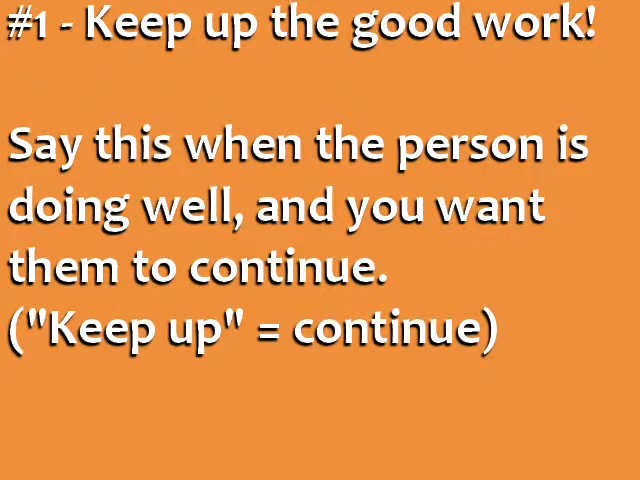 #1 - Keep up the good work!
Say this when the person is
doing well, and you want
them to continue.
("Keep up" = continue)